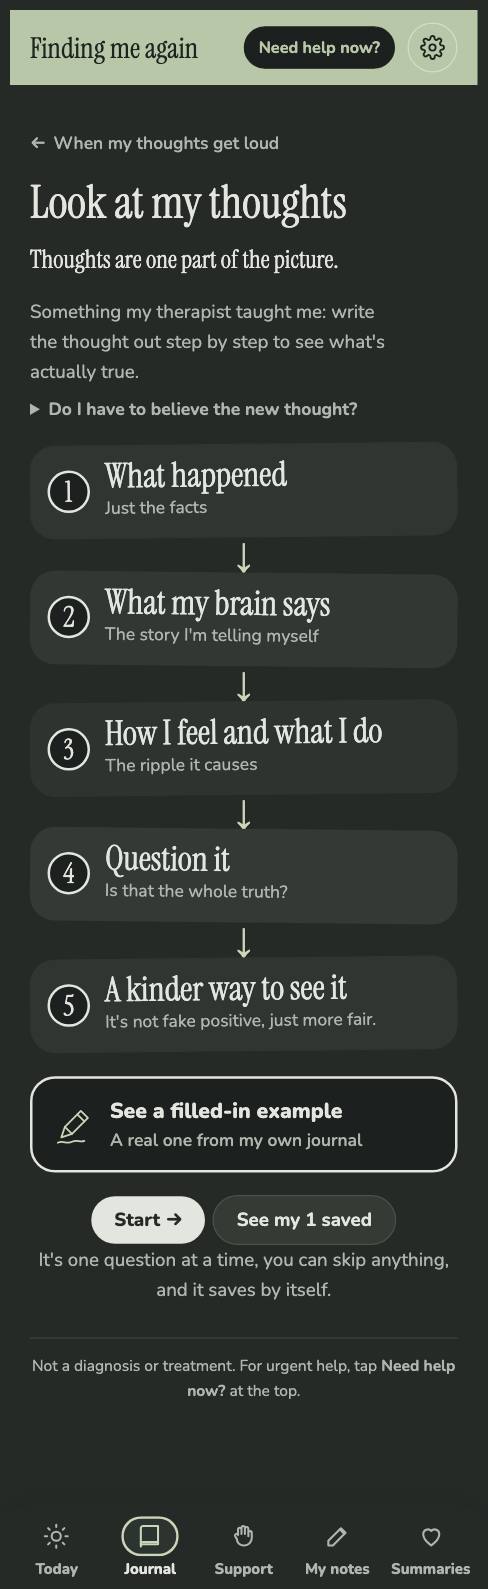 Finding me again
Need help now?
← When my thoughts get loud
Look at my thoughts
Thoughts are one part of the picture.
Something my therapist taught me: write
the thought out step by step to see what's
actually true.
▶ Do I have to believe the new thought?
1
What happened
Just the facts
↓
2
What my brain says
The story I'm telling myself
↓
3
How I feel and what I do
The ripple it causes
↓
4
Question it
Is that the whole truth?
↓
5
A kinder way to see it
It's not fake positive, just more fair.
See a filled-in example
A real one from my own journal
Start →
See my 1 saved
It's one question at a time, you can skip anything,
and it saves by itself.
Not a diagnosis or treatment. For urgent help, tap Need help
now? at the top.
Today
Journal
Support
My notes
Summaries